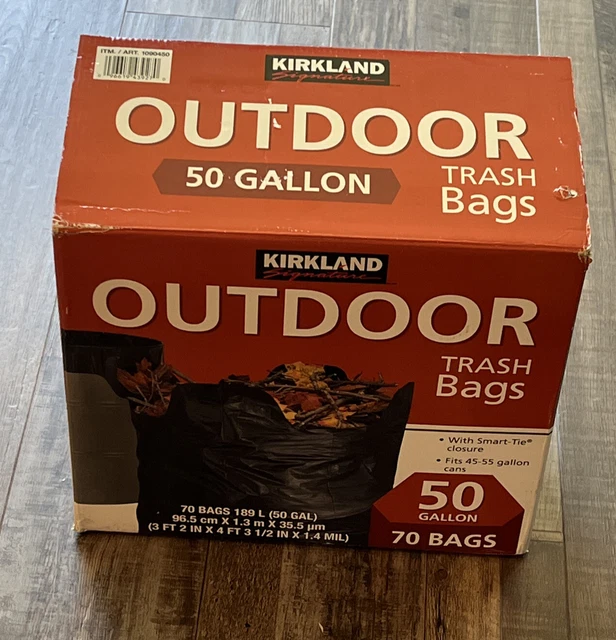 ITM. / ART. 1090450
KIRKLAND
Signature
OUTDOOR
50 GALLON
TRASH
Bags
KIRKLAND
Signature
OUTDOOR
TRASH
Bags
• With Smart-Tie®
closure
• Fits 45-55 gallon
cans
50
GALLON
70 BAGS
70 BAGS 189 L (50 GAL)
96.5 cm X 1.3 m X 35.5 µm
(3 FT 2 IN X 4 FT 3 1/2 IN X 1.4 MIL)